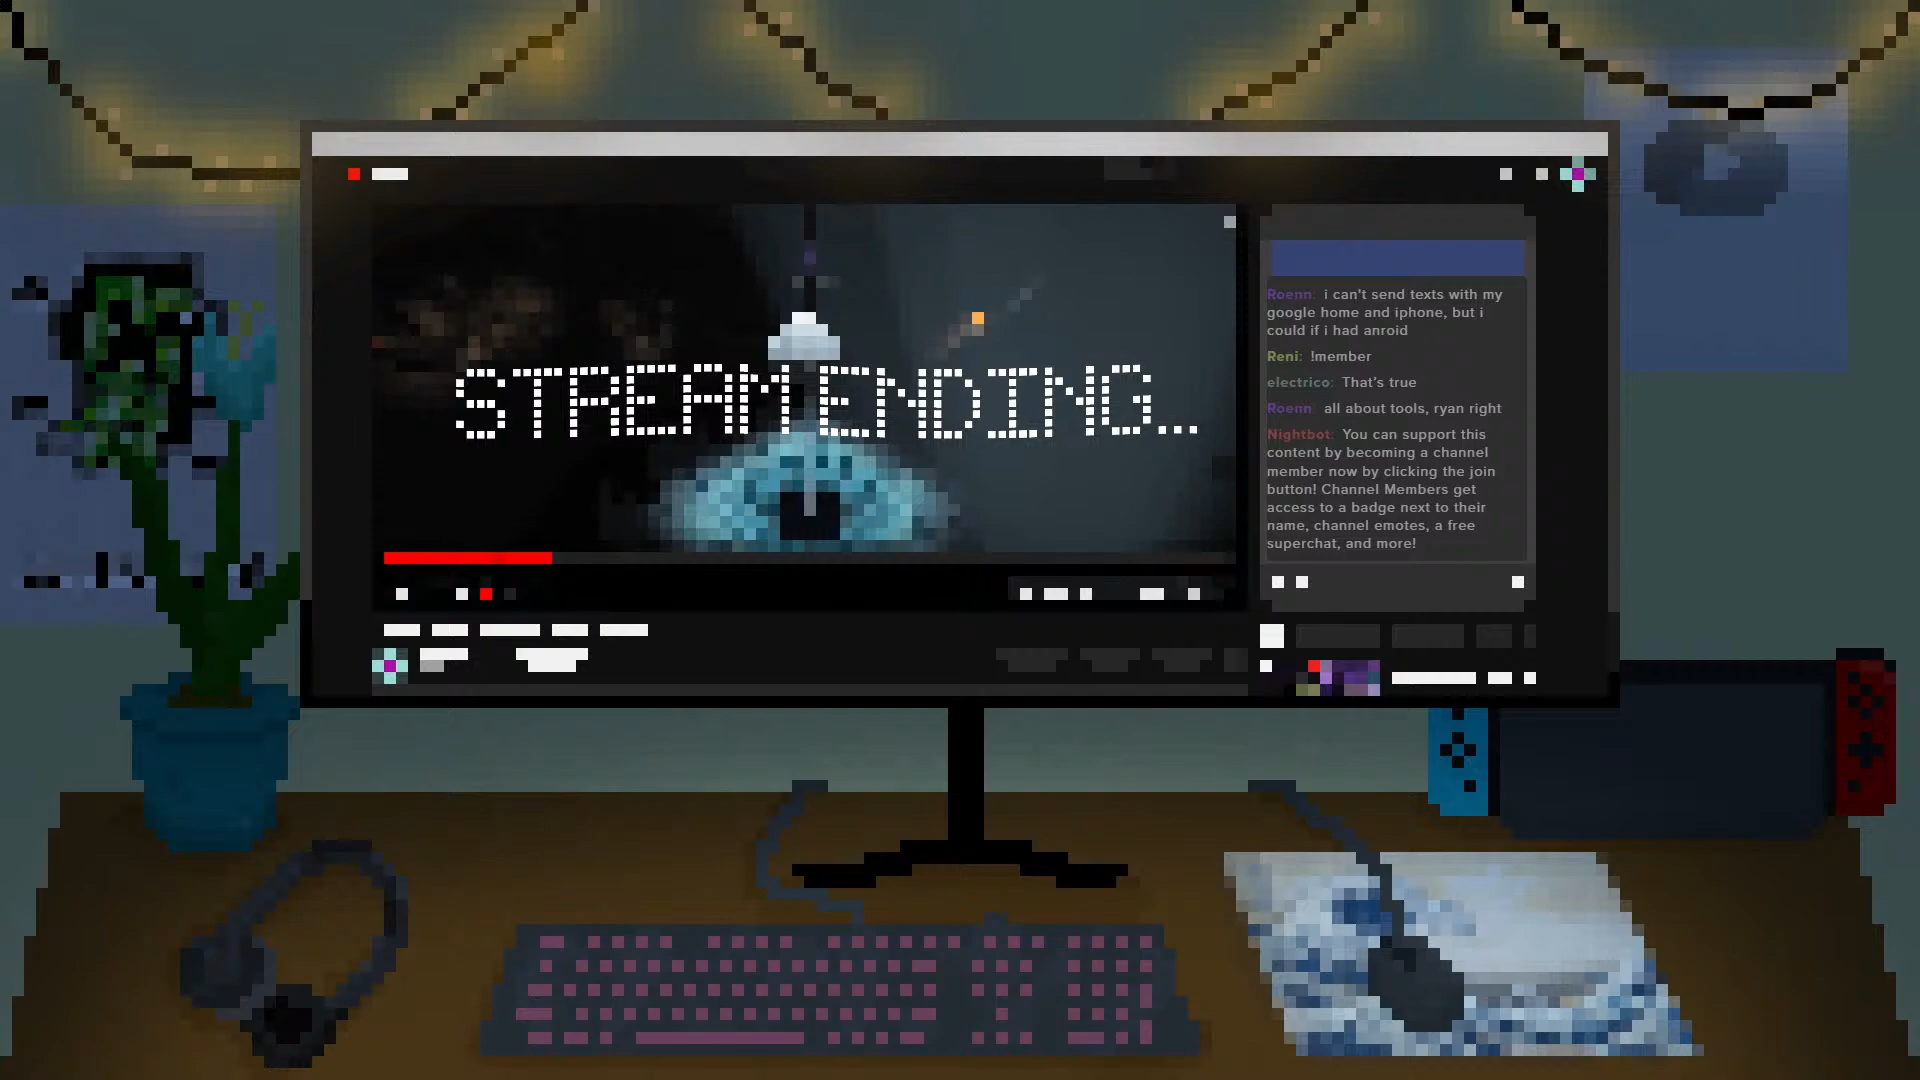 STREAM ENDING...
Roenn: i can't send texts with my
google home and iphone, but i
could if i had anroid
Reni: !member
electrico: That's true
Roenn: all about tools, ryan right
Nightbot: You can support this
content by becoming a channel
member now by clicking the join
button! Channel Members get
access to a badge next to their
name, channel emotes, a free
superchat, and more!